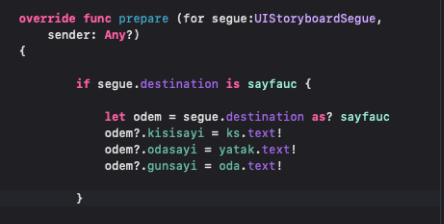 override func prepare (for segue:UIStoryboardSegue,
sender: Any?)
{
if segue.destination is sayfauc {
let odem = segue.destination as? sayfauc
odem?.kisisayi = ks.text!
odem?.odasayi = yatak.text!
odem?.gunsayi = oda.text!
}